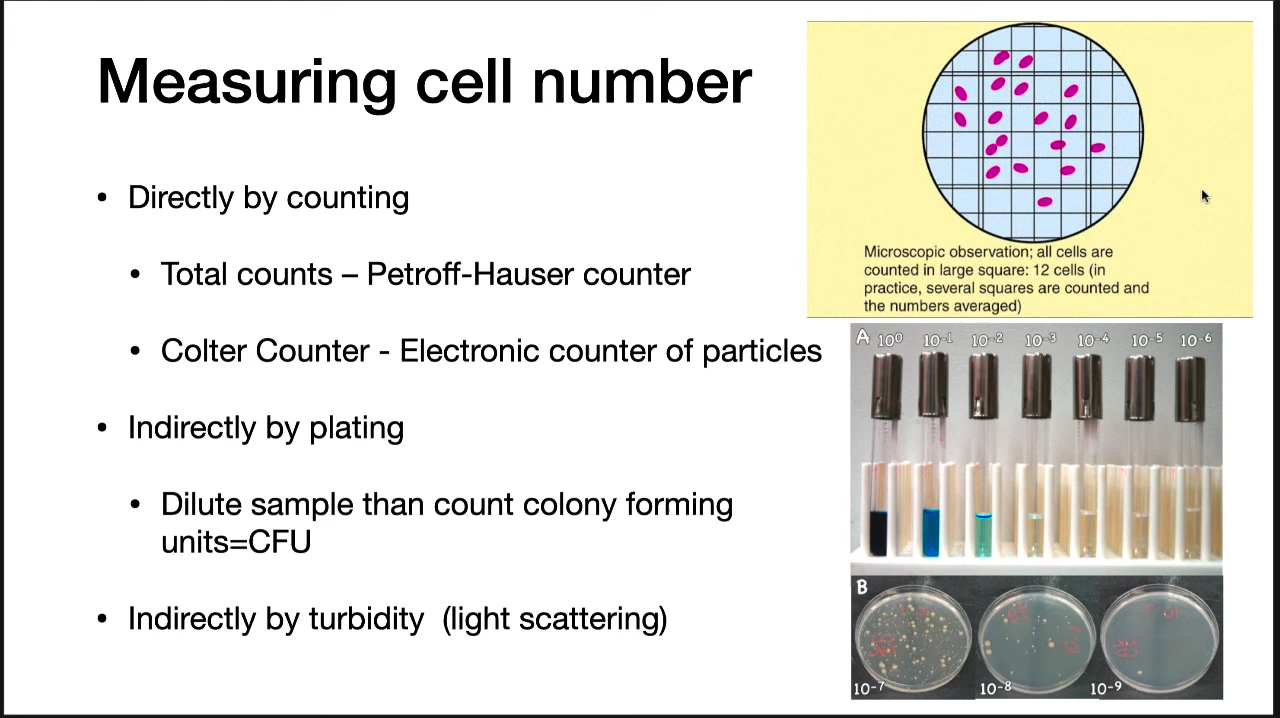 Measuring cell number
• Directly by counting
• Total counts – Petroff-Hauser counter
• Colter Counter - Electronic counter of particles
• Indirectly by plating
• Dilute sample than count colony forming
units=CFU
• Indirectly by turbidity (light scattering)
Microscopic observation; all cells are
counted in large square: 12 cells (in
practice, several squares are counted and
the numbers averaged)
A 10⁰ 10⁻¹ 10⁻² 10⁻³ 10⁻⁴ 10⁻⁵ 10⁻⁶
B
10⁻⁷ 10⁻⁸ 10⁻⁹